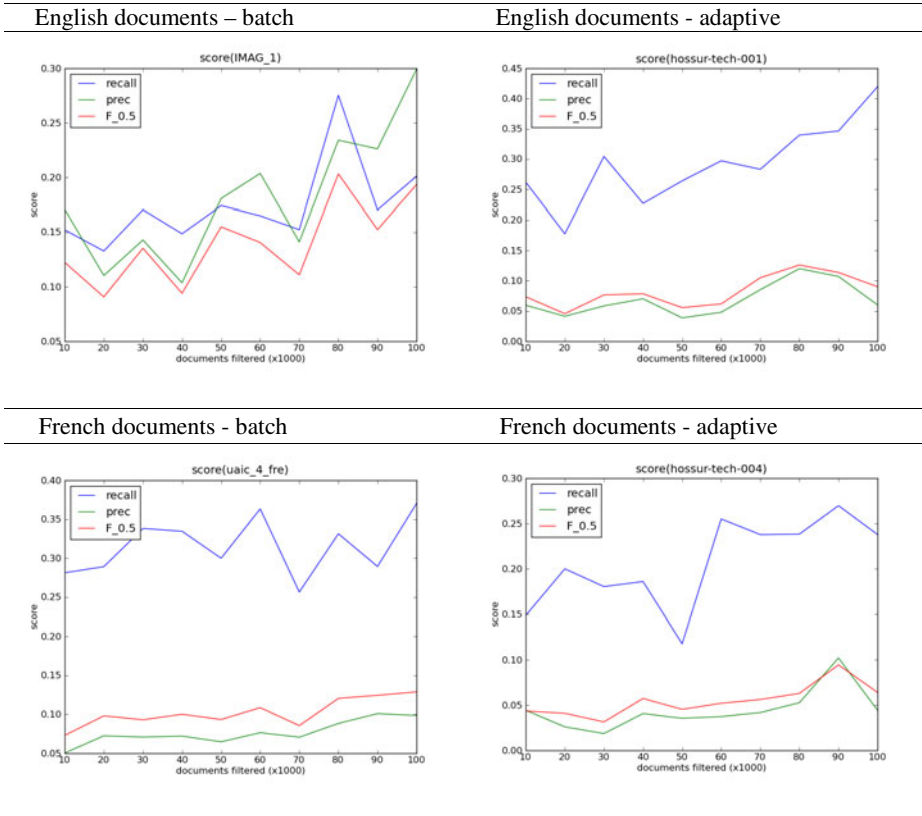 English documents – batch
English documents - adaptive
score(IMAG_1)
0.30
0.25
0.20
0.15
0.10
0.05
score
recall
prec
F_0.5
10 20 30 40 50 60 70 80 90 100
documents filtered (x1000)
score(hossur-tech-001)
0.45
0.40
0.35
0.30
0.25
0.20
0.15
0.10
0.05
0.00
score
recall
prec
F_0.5
10 20 30 40 50 60 70 80 90 100
documents filtered (x1000)
French documents - batch
French documents - adaptive
score(uaic_4_fre)
0.40
0.35
0.30
0.25
0.20
0.15
0.10
0.05
score
recall
prec
F_0.5
10 20 30 40 50 60 70 80 90 100
documents filtered (x1000)
score(hossur-tech-004)
0.30
0.25
0.20
0.15
0.10
0.05
0.00
score
recall
prec
F_0.5
10 20 30 40 50 60 70 80 90 100
documents filtered (x1000)